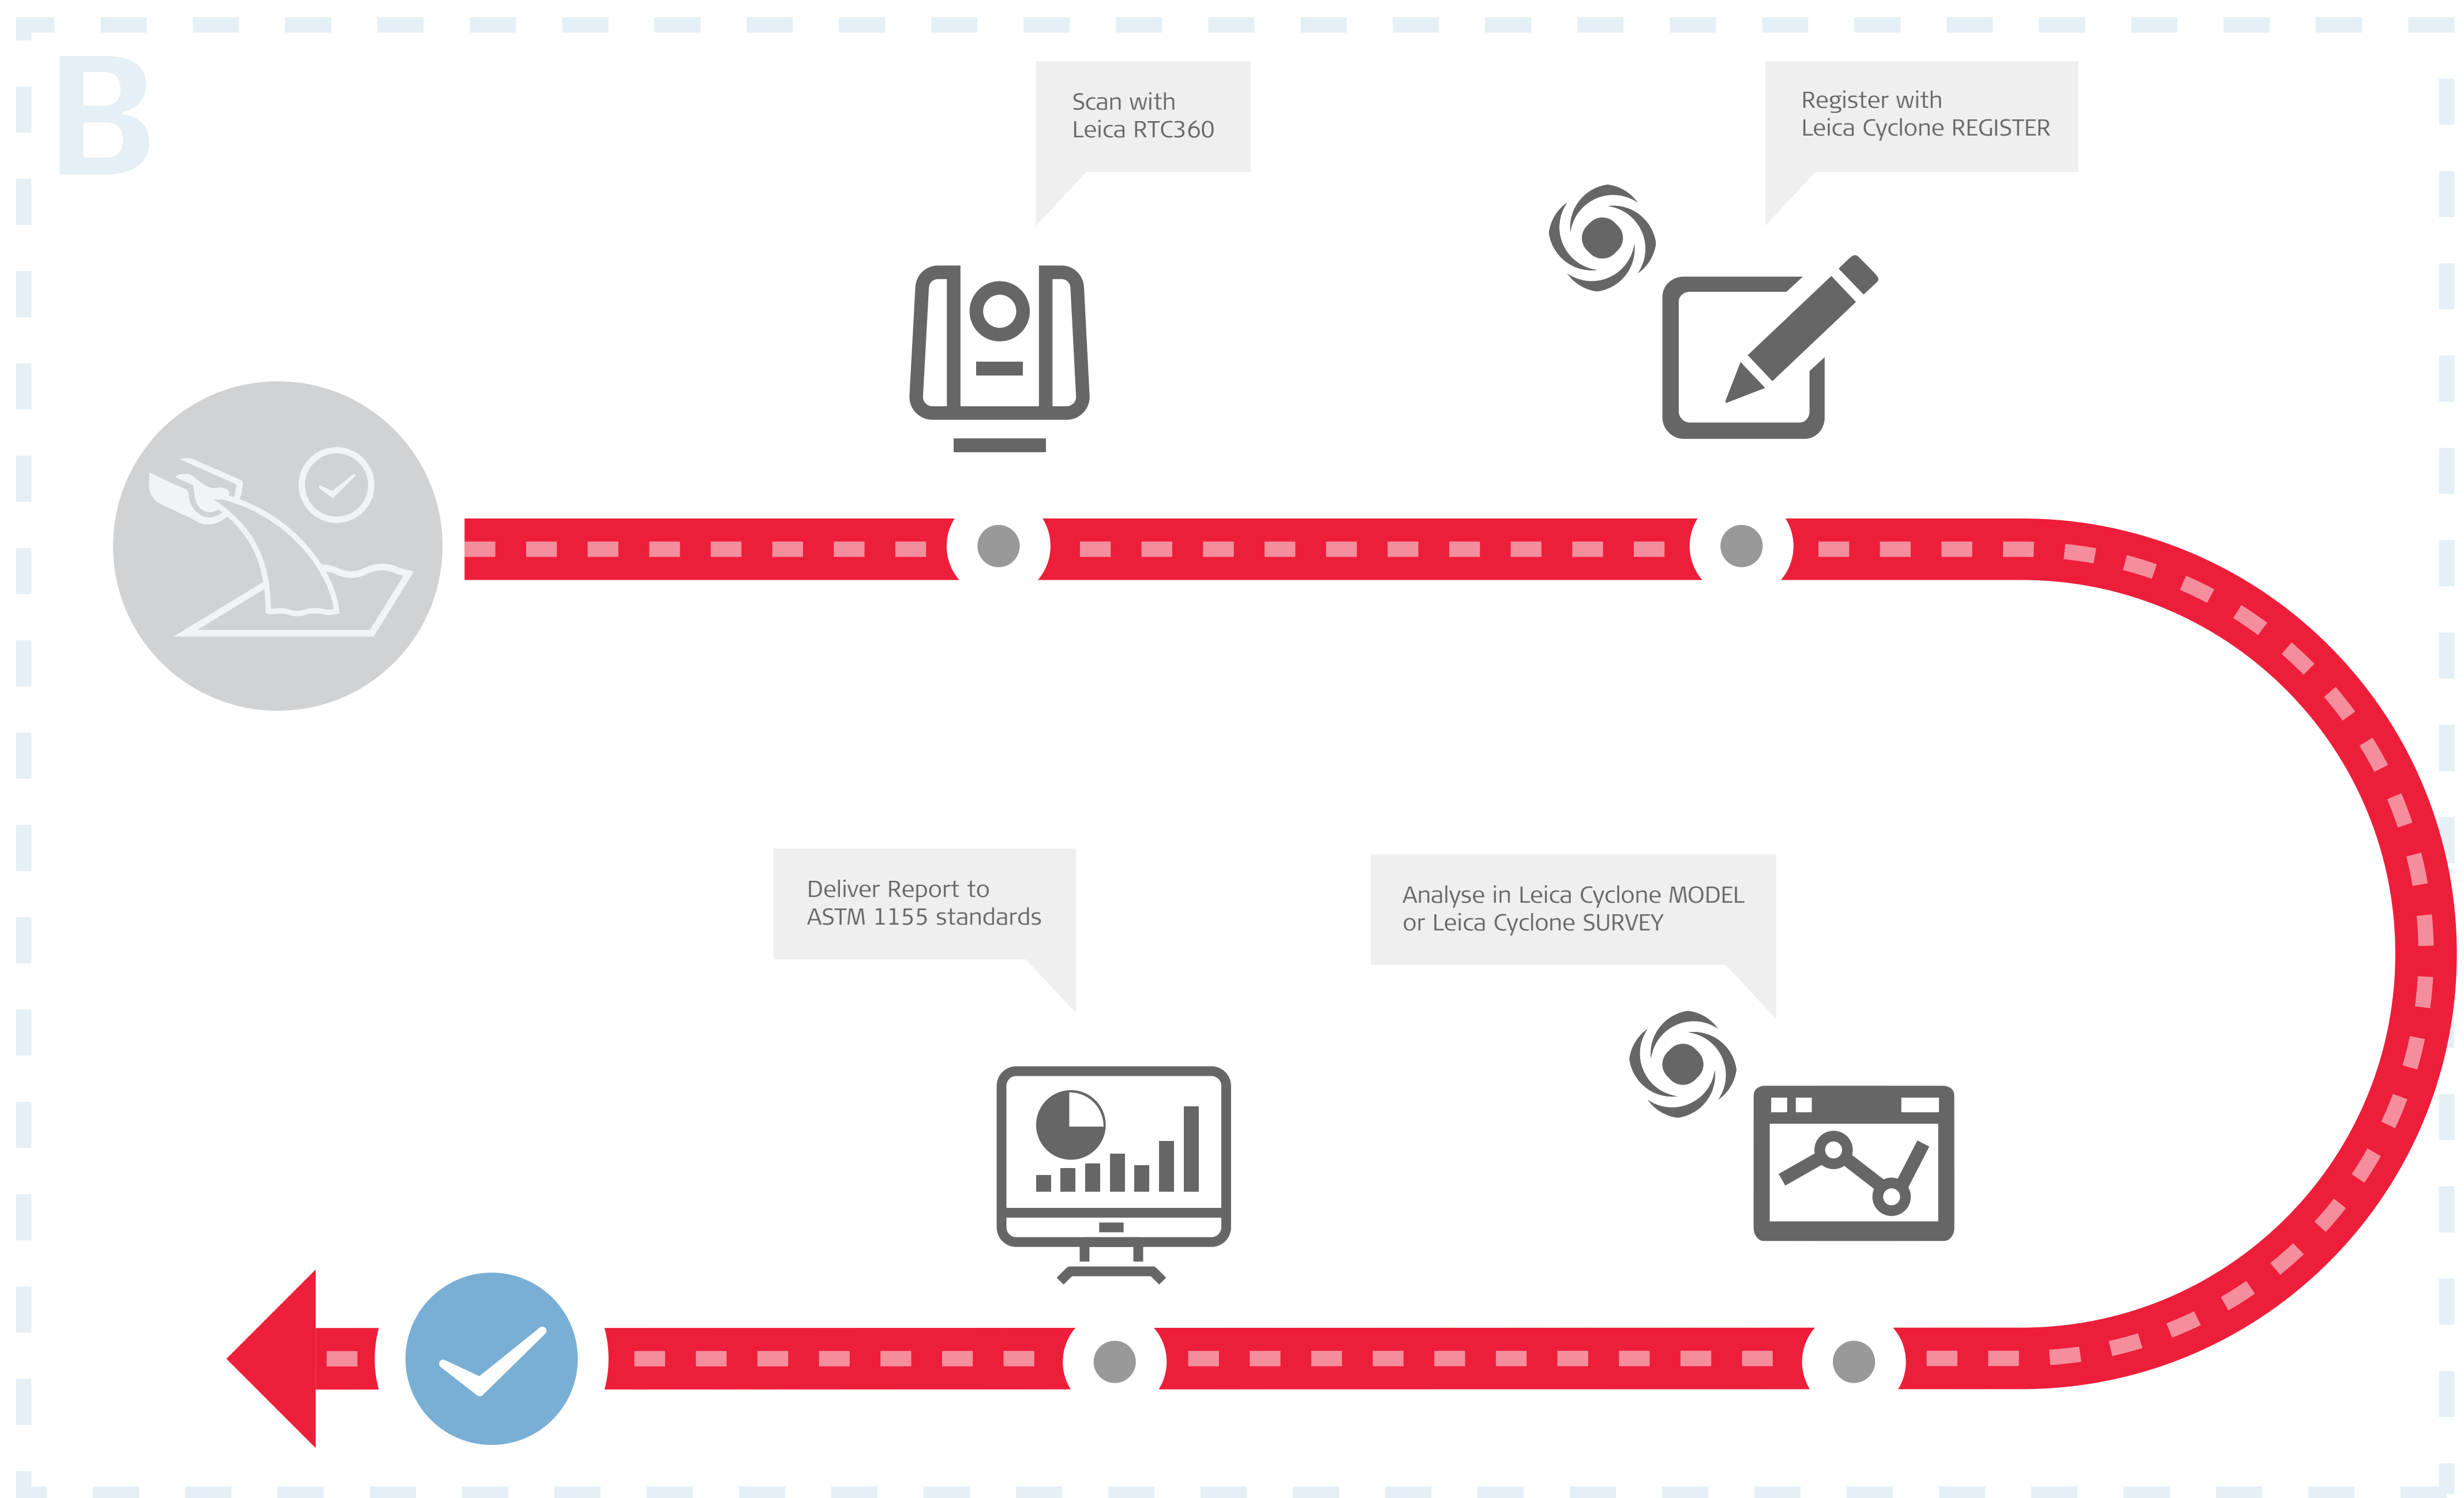 B
Scan with
Leica RTC360
Register with
Leica Cyclone REGISTER
Analyse in Leica Cyclone MODEL
or Leica Cyclone SURVEY
Deliver Report to
ASTM 1155 standards